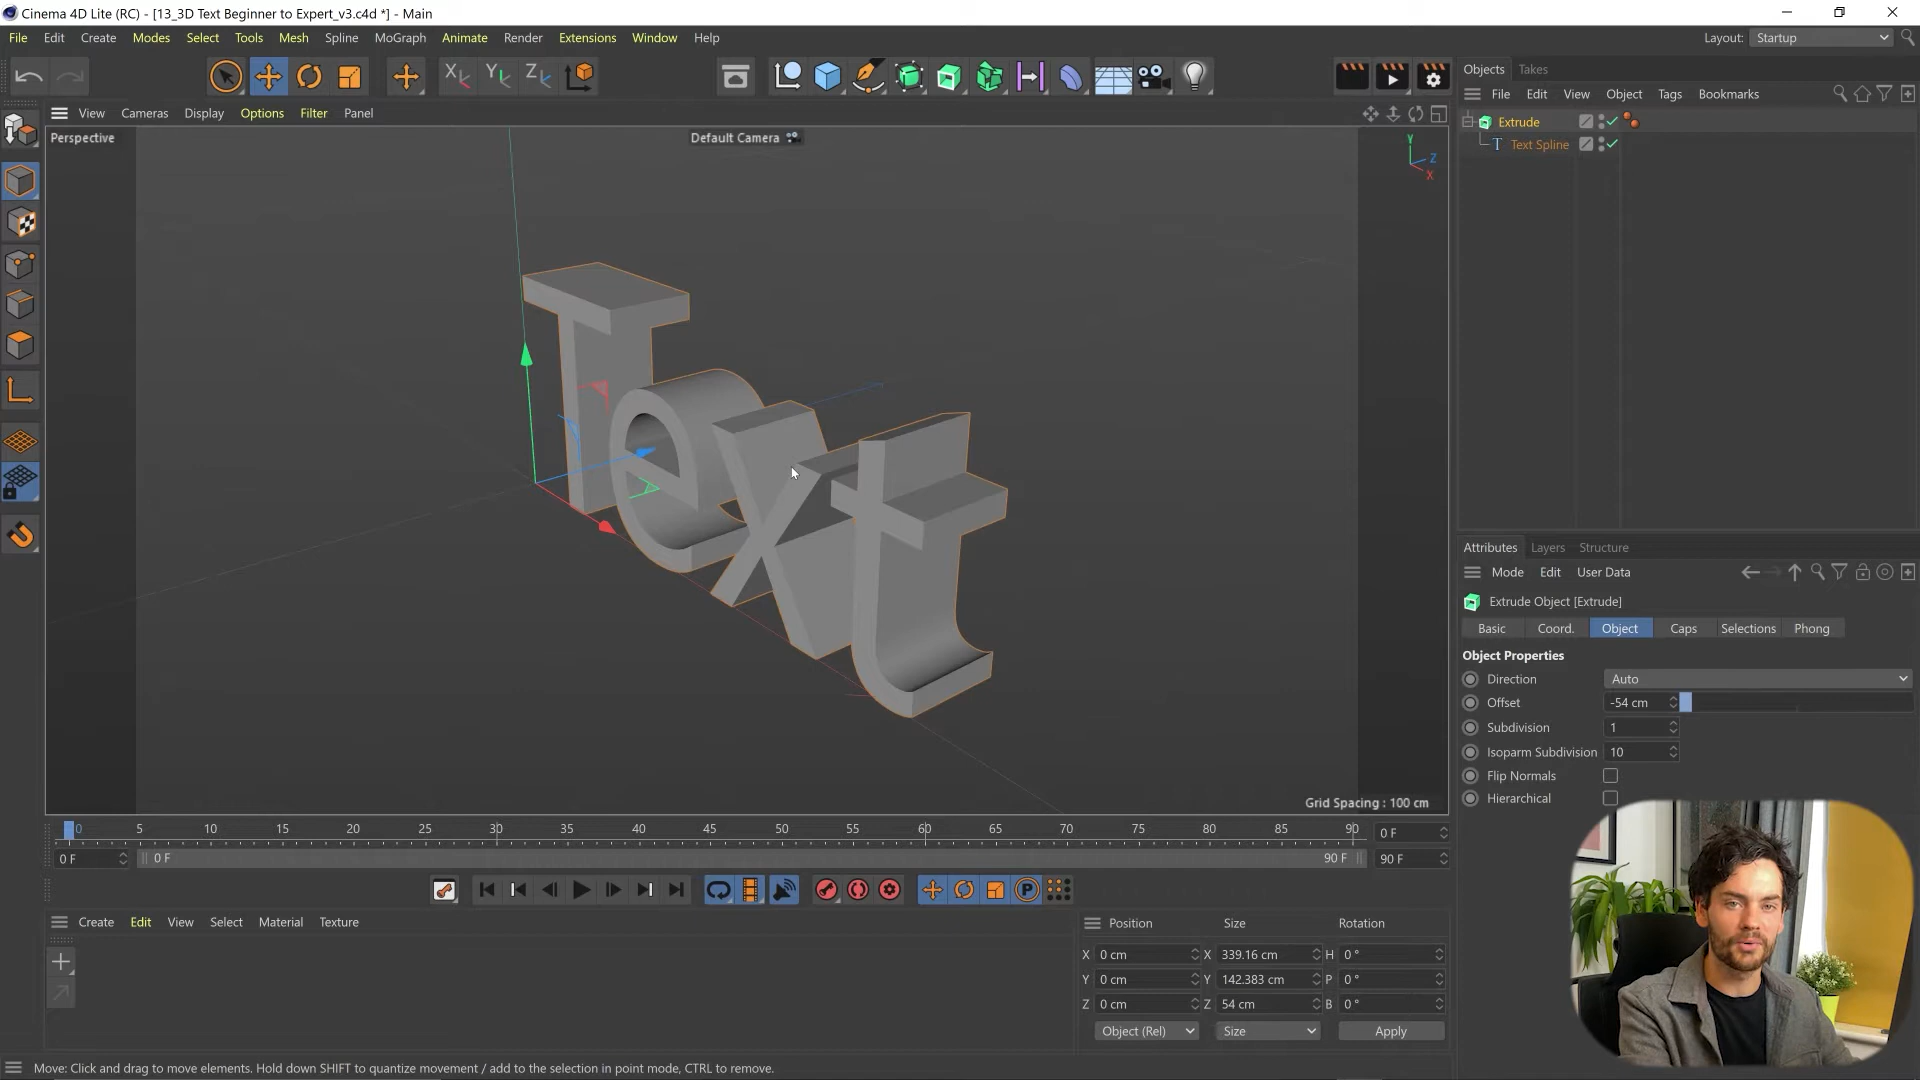 Cinema 4D Lite (RC) - [13_3D Text Beginner to Expert_v3.c4d *] - Main
File Edit Create Modes Select Tools Mesh Spline MoGraph Animate Render Extensions Window Help
Layout: Startup
X Y Z
Objects Takes
File Edit View Object Tags Bookmarks
Extrude
Text Spline
View Cameras Display Options Filter Panel
Perspective
Default Camera
Y
Z
X
Text
Grid Spacing : 100 cm
Attributes Layers Structure
Mode Edit User Data
Extrude Object [Extrude]
Basic Coord. Object Caps Selections Phong
Object Properties
Direction Auto
Offset -54 cm
Subdivision 1
Isoparm Subdivision 10
Flip Normals
Hierarchical
0 5 10 15 20 25 30 35 40 45 50 55 60 65 70 75 80 85 90 0 F
0 F 0 F 90 F 90 F
P
Create Edit View Select Material Texture
Position Size Rotation
X 0 cm X 339.16 cm H 0 °
Y 0 cm Y 142.383 cm P 0 °
Z 0 cm Z 54 cm B 0 °
Object (Rel) Size Apply
Move: Click and drag to move elements. Hold down SHIFT to quantize movement / add to the selection in point mode, CTRL to remove.